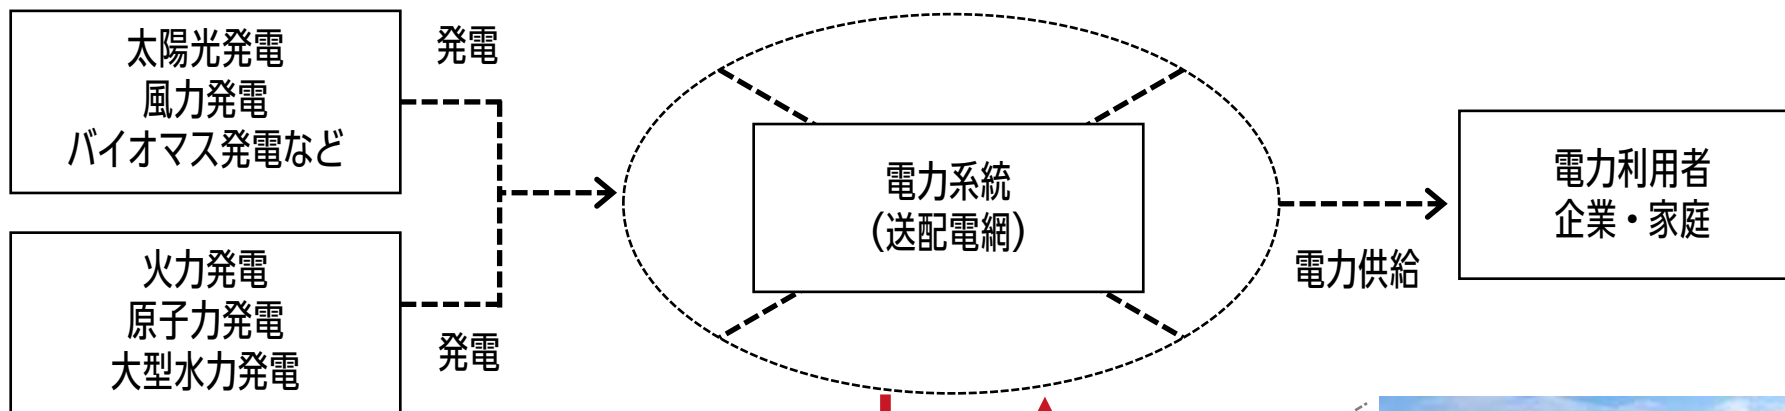 太陽光発電
風力発電
バイオマス発電など
発電
火力発電
原子力発電
大型水力発電
発電
電力系統
（送配電網）
電力供給
電力利用者
企業・家庭